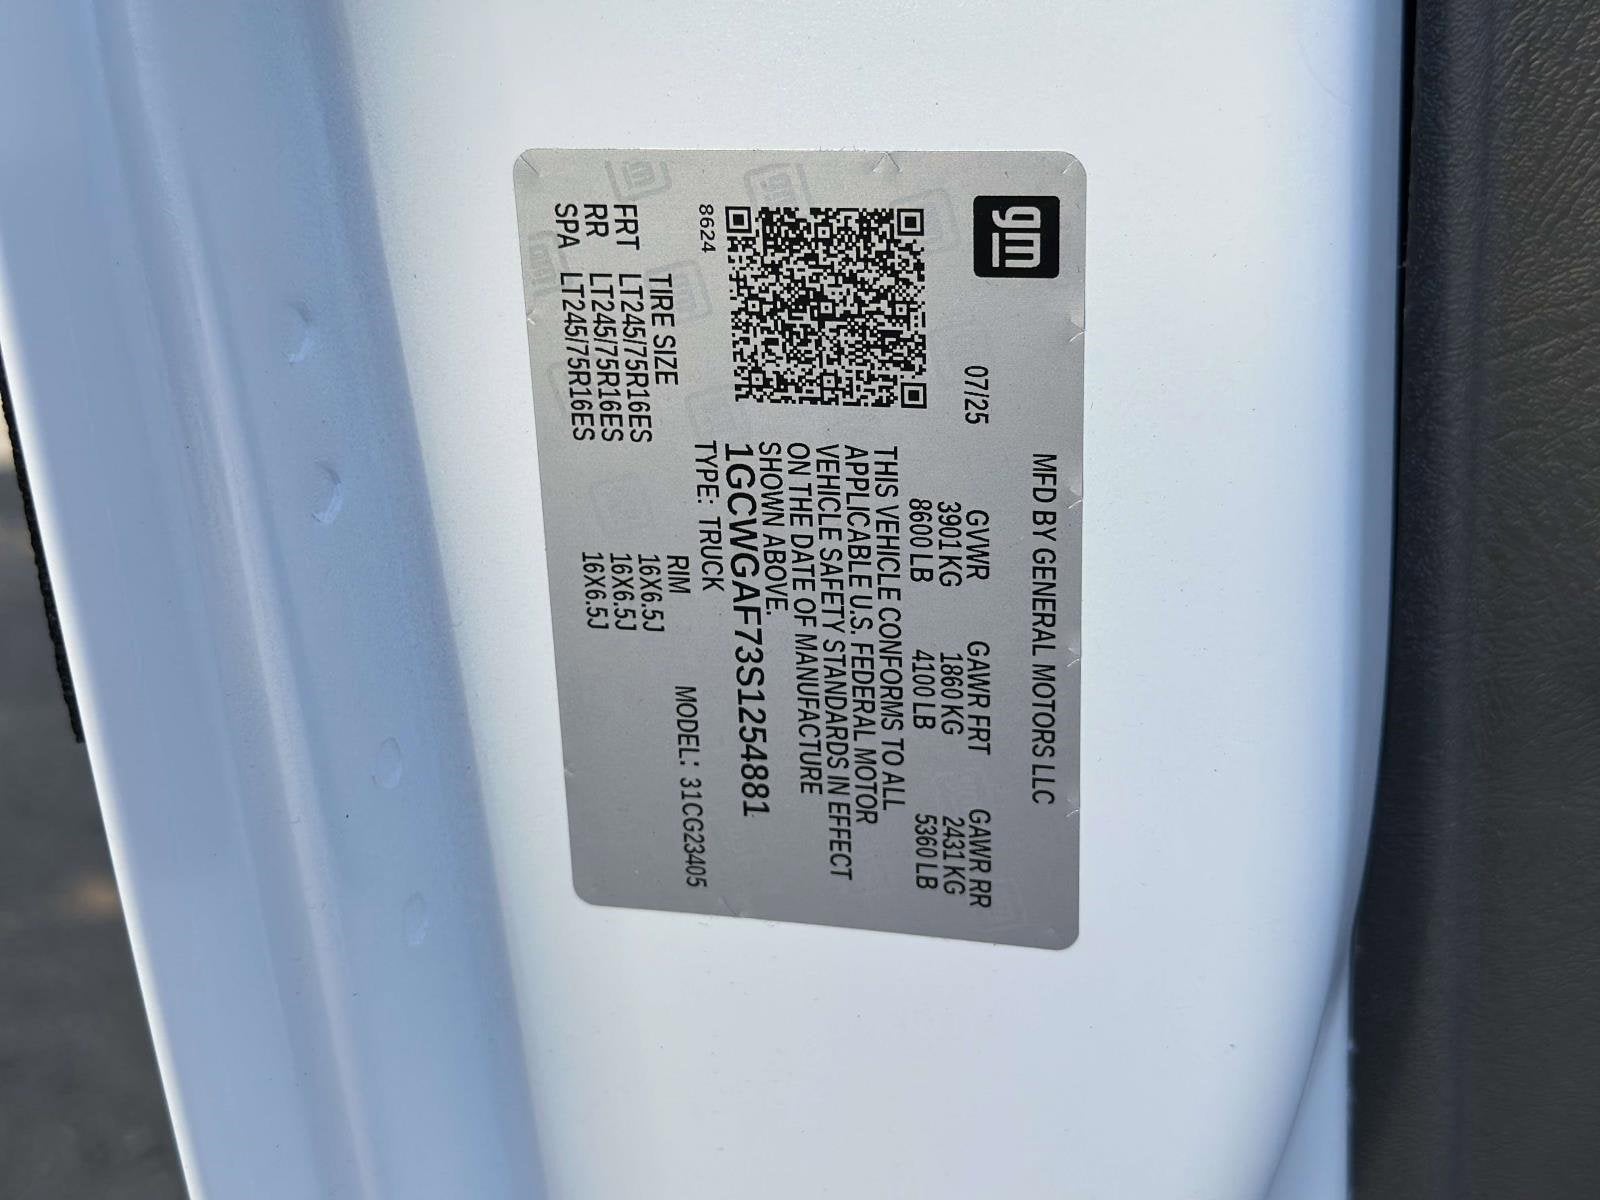 gm
MFD BY GENERAL MOTORS LLC
07/25
GVWR GAWR FRT GAWR RR
3901 KG 1860 KG 2431 KG
8600 LB 4100 LB 5360 LB
THIS VEHICLE CONFORMS TO ALL
APPLICABLE U.S. FEDERAL MOTOR
VEHICLE SAFETY STANDARDS IN EFFECT
ON THE DATE OF MANUFACTURE
SHOWN ABOVE.
1GCWGAF73S1254881
8624
TYPE: TRUCK
MODEL: 31CG23405
TIRE SIZE RIM
FRT LT245/75R16ES 16X6.5J
RR LT245/75R16ES 16X6.5J
SPA LT245/75R16ES 16X6.5J